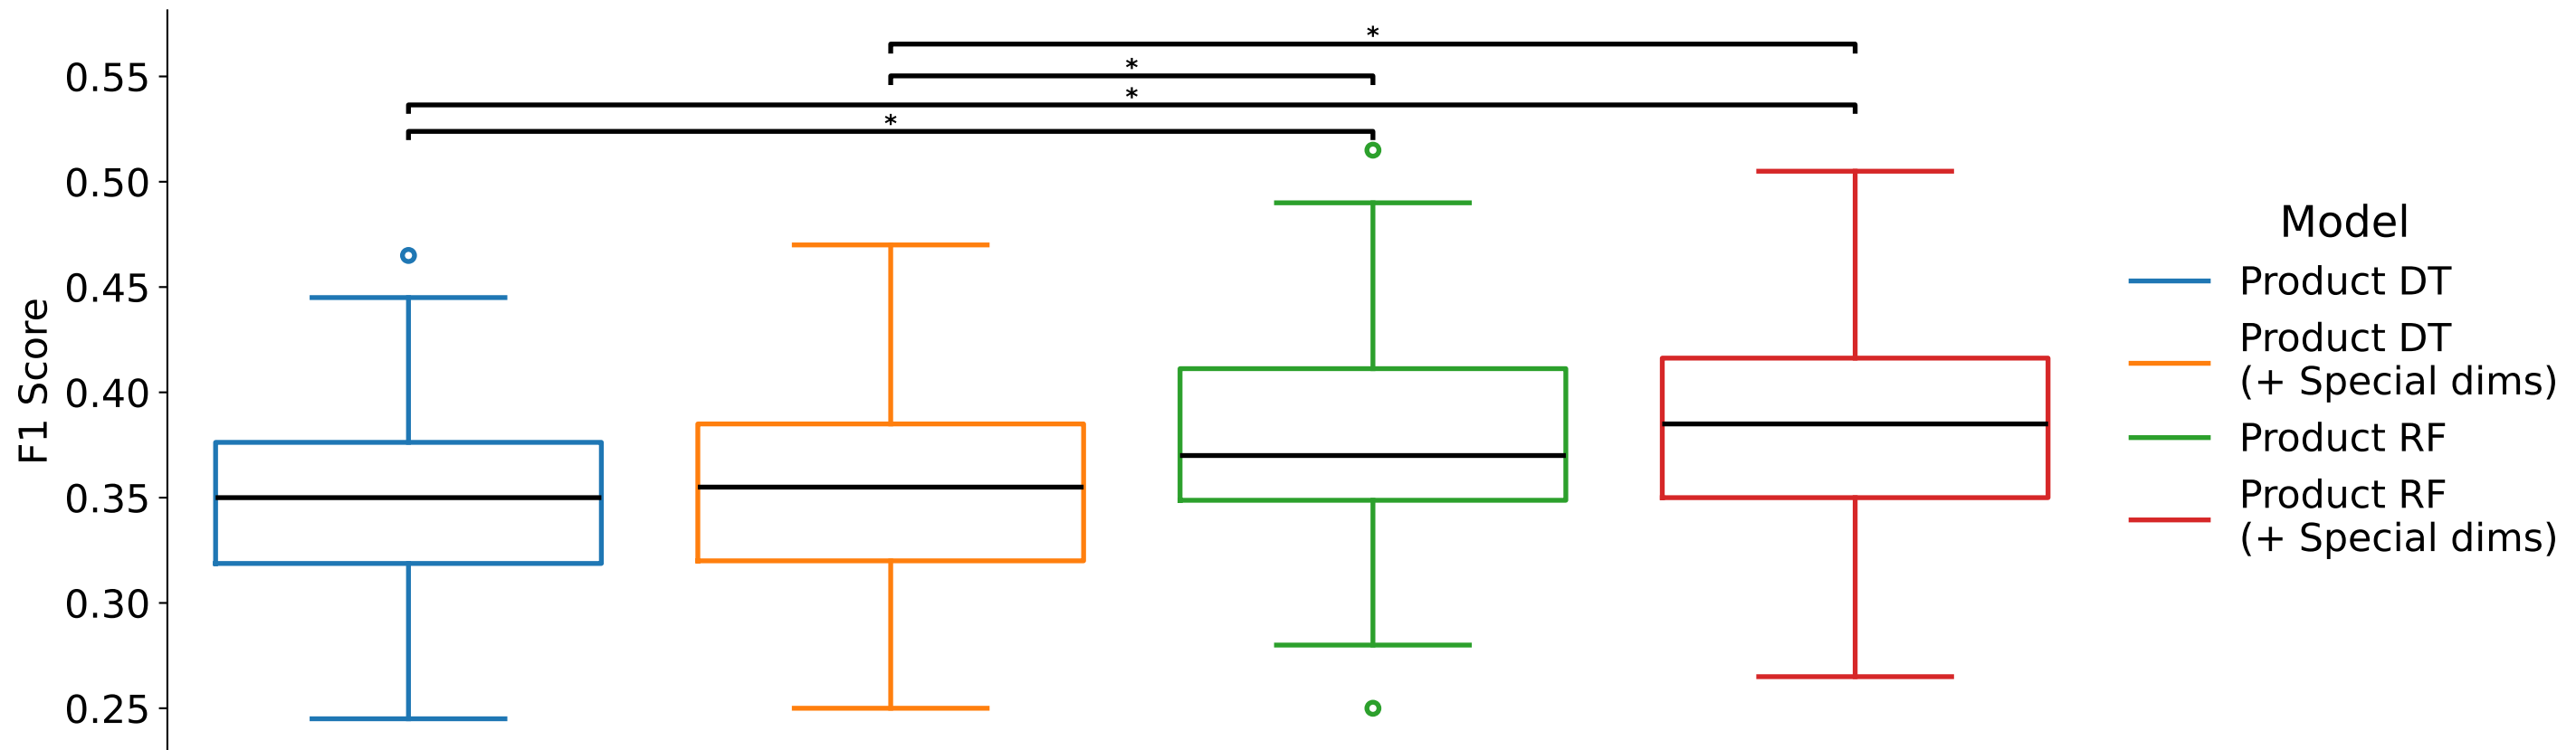 *
*
*
*
0.55
0.50
0.45
0.40
0.35
0.30
0.25
F1 Score
Model
Product DT
Product DT
(+ Special dims)
Product RF
Product RF
(+ Special dims)